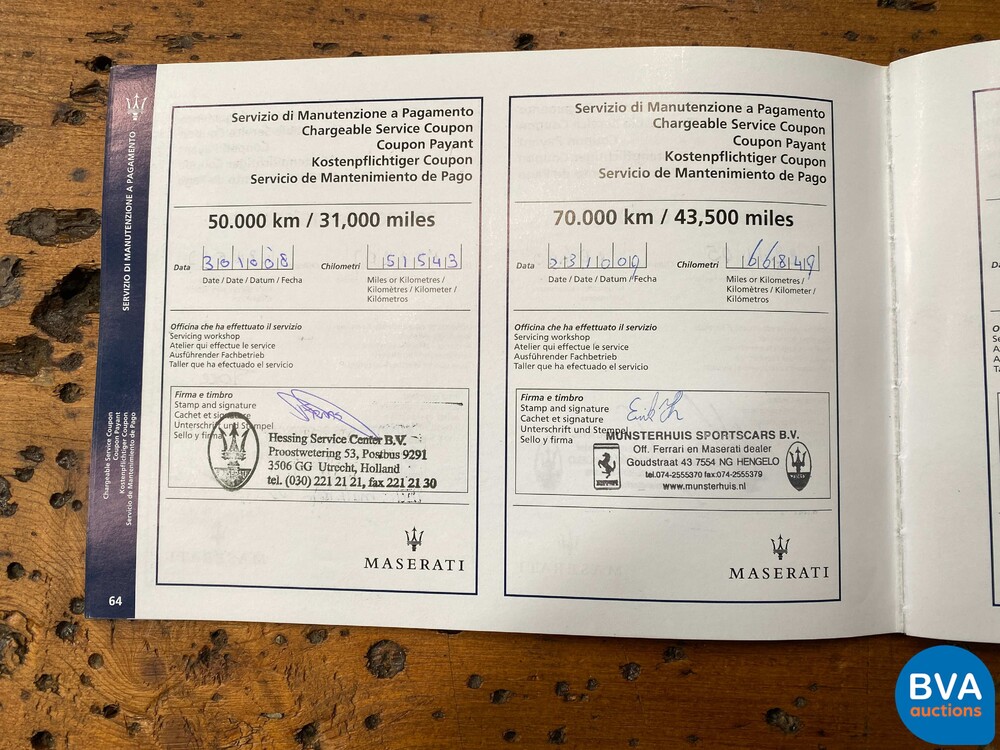 SERVIZIO DI MANUTENZIONE A PAGAMENTO
Chargeable Service Coupon
Coupon Payant
Kostenpflichtiger Coupon
Servicio de Mantenimiento de Pago
64
Servizio di Manutenzione a Pagamento
Chargeable Service Coupon
Coupon Payant
Kostenpflichtiger Coupon
Servicio de Mantenimiento de Pago
50.000 km / 31,000 miles
Data 301008 Chilometri 51543
Date / Date / Datum / Fecha
Miles or Kilometres /
Kilomètres / Kilometer /
Kilómetros
Officina che ha effettuato il servizio
Servicing workshop
Atelier qui effectue le service
Ausführender Fachbetrieb
Taller que ha efectuado el servicio
Firma e timbro
Stamp and signature
Cachet et signature
Unterschrift und Stempel
Sello y firma
Hessing Service Center B.V.
Proostwetering 53, Postbus 9291
3506 GG Utrecht, Holland
tel. (030) 221 21 21, fax 221 21 30
MASERATI
Servizio di Manutenzione a Pagamento
Chargeable Service Coupon
Coupon Payant
Kostenpflichtiger Coupon
Servicio de Mantenimiento de Pago
70.000 km / 43,500 miles
Data 231009 Chilometri 66849
Date / Date / Datum / Fecha
Miles or Kilometres /
Kilomètres / Kilometer /
Kilómetros
Officina che ha effettuato il servizio
Servicing workshop
Atelier qui effectue le service
Ausführender Fachbetrieb
Taller que ha efectuado el servicio
Firma e timbro
Stamp and signature
Cachet et signature
Unterschrift und Stempel
Sello y firma
MUNSTERHUIS SPORTSCARS B.V.
Off. Ferrari en Maserati dealer
Goudstraat 43 7554 NG HENGELO
tel.074-2555370 fax:074-2555379
www.munsterhuis.nl
MASERATI
BVA
auctions